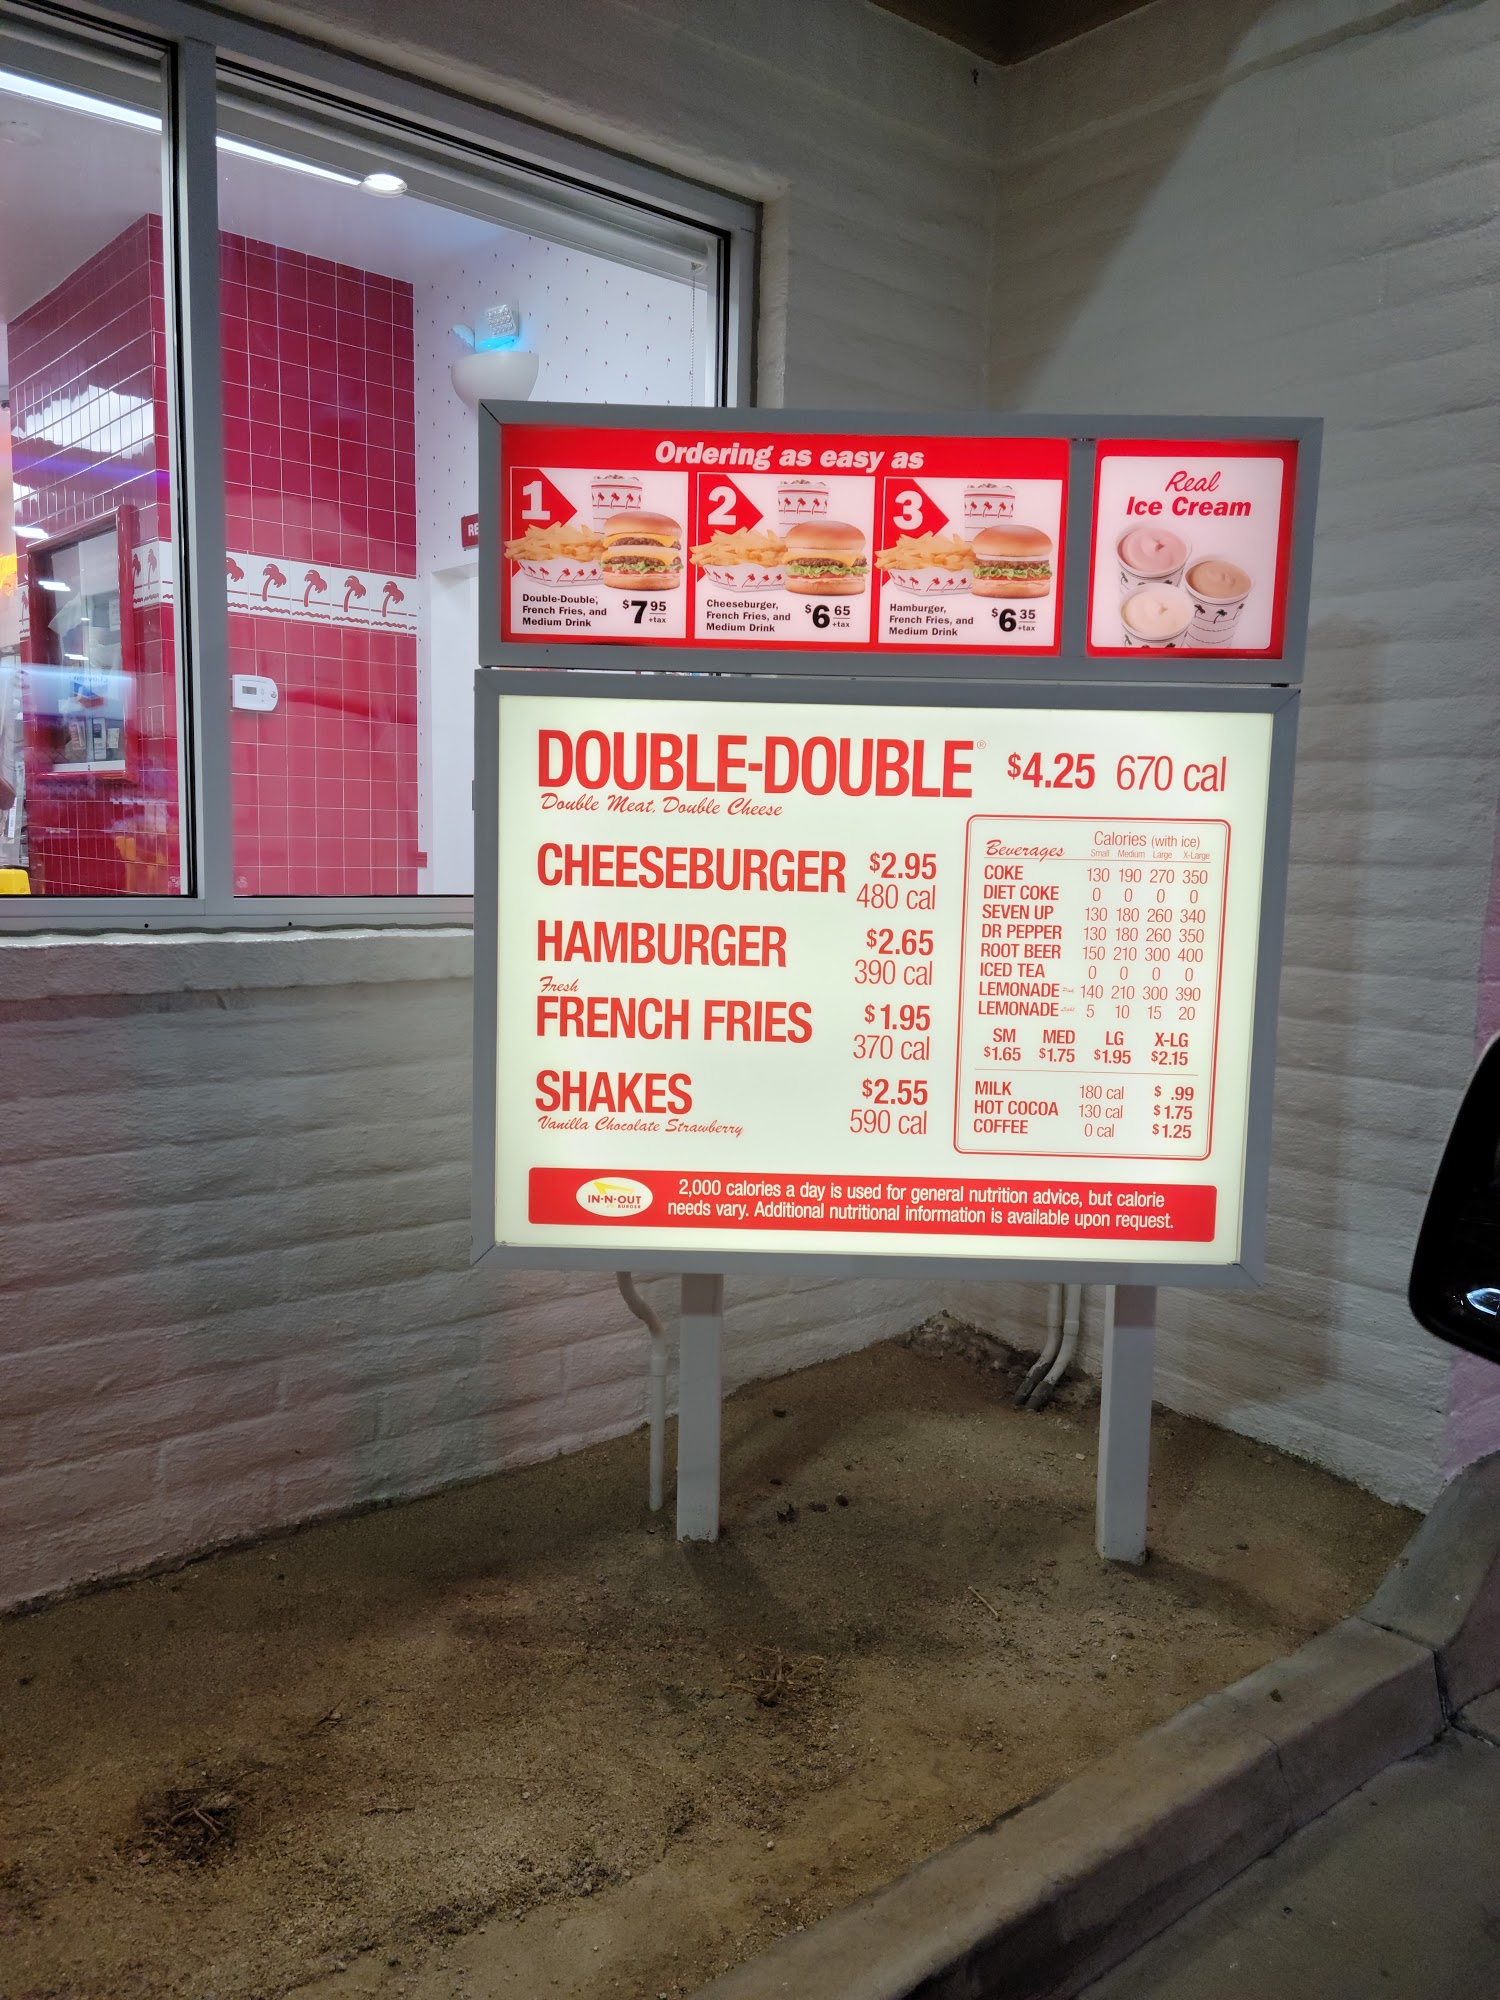 Ordering as easy as
1
Double-Double,
French Fries, and
Medium Drink
$7 95
+tax
2
Cheeseburger,
French Fries, and
Medium Drink
$6 65
+tax
3
Hamburger,
French Fries, and
Medium Drink
$6 35
+tax
Real
Ice Cream
RE
DOUBLE-DOUBLE® $4.25 670 cal
Double Meat, Double Cheese
CHEESEBURGER $2.95
480 cal
HAMBURGER $2.65
390 cal
Fresh
FRENCH FRIES $1.95
370 cal
SHAKES $2.55
590 cal
Vanilla Chocolate Strawberry
Beverages Calories (with ice)
Small Medium Large X-Large
COKE 130 190 270 350
DIET COKE 0 0 0 0
SEVEN UP 130 180 260 340
DR PEPPER 130 180 260 350
ROOT BEER 150 210 300 400
ICED TEA 0 0 0 0
LEMONADE Pink 140 210 300 390
LEMONADE Light 5 10 15 20
SM MED LG X-LG
$1.65 $1.75 $1.95 $2.15
MILK 180 cal $ .99
HOT COCOA 130 cal $1.75
COFFEE 0 cal $1.25
IN-N-OUT
BURGER
2,000 calories a day is used for general nutrition advice, but calorie
needs vary. Additional nutritional information is available upon request.